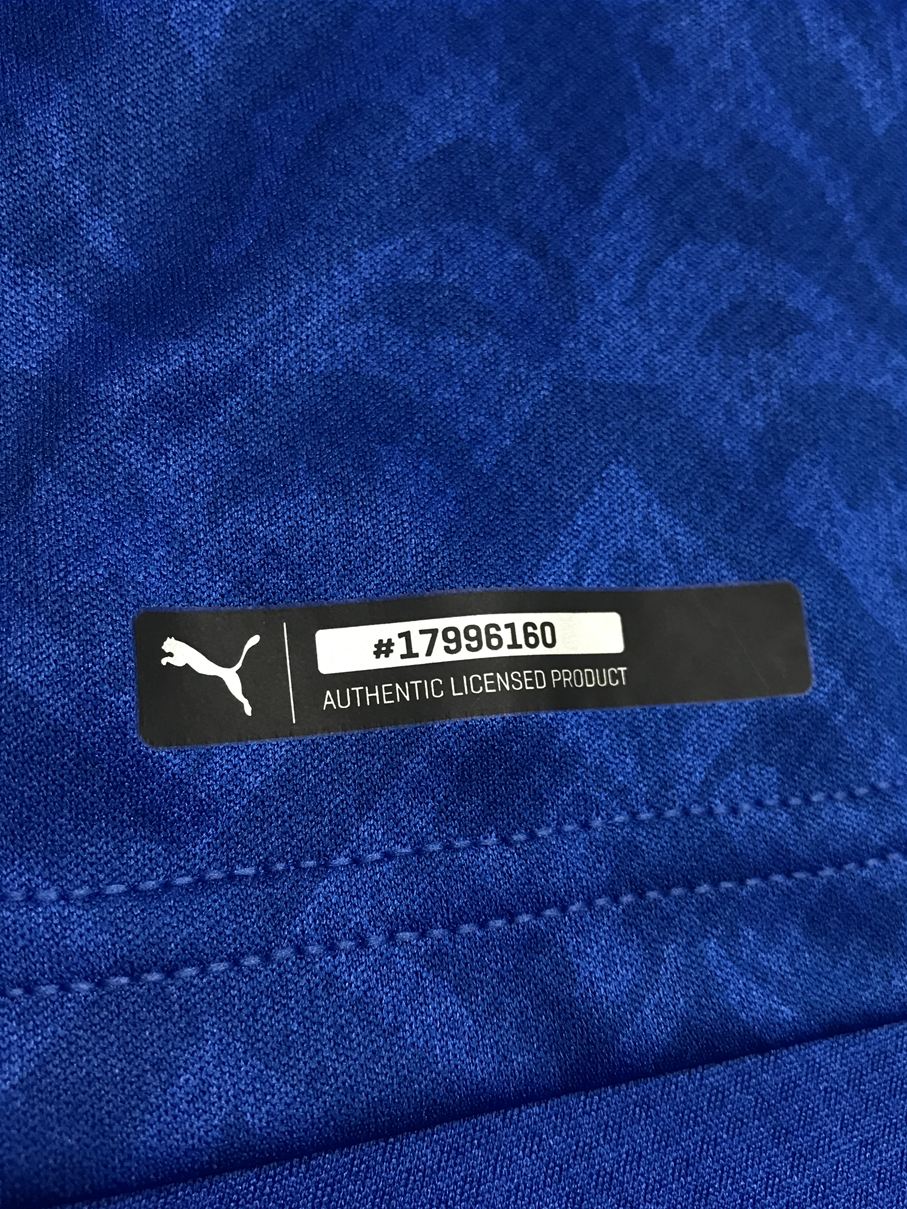 #17996160
AUTHENTIC LICENSED PRODUCT